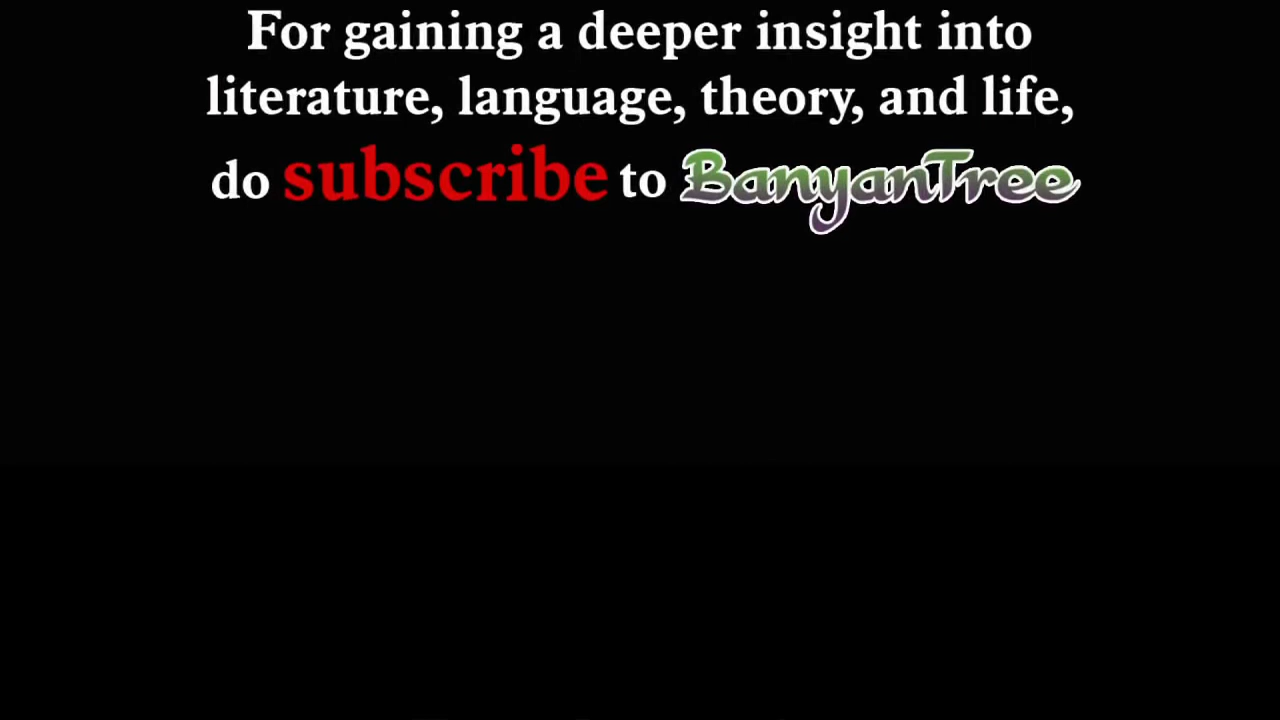 For gaining a deeper insight into
literature, language, theory, and life,
do subscribe to BanyanTree